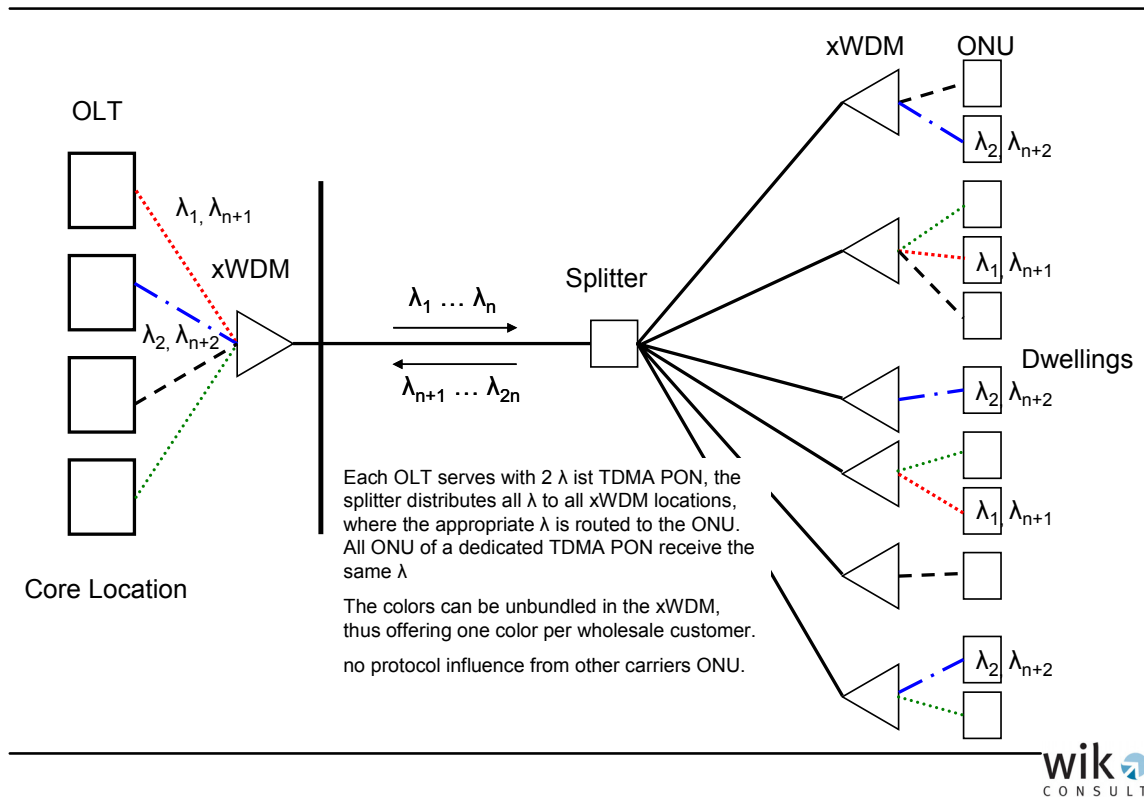 xWDM
ONU
OLT
λ2, λn+2
λ1, λn+1
xWDM
λ1, λn+1
Splitter
λ1 … λn
λ2, λn+2
Dwellings
λn+1 … λ2n
λ2, λn+2
Each OLT serves with 2 λ ist TDMA PON, the
splitter distributes all λ to all xWDM locations,
where the appropriate λ is routed to the ONU.
All ONU of a dedicated TDMA PON receive the
same λ
λ1, λn+1
Core Location
The colors can be unbundled in the xWDM,
thus offering one color per wholesale customer.
no protocol influence from other carriers ONU.
λ2, λn+2
wik
CONSULT